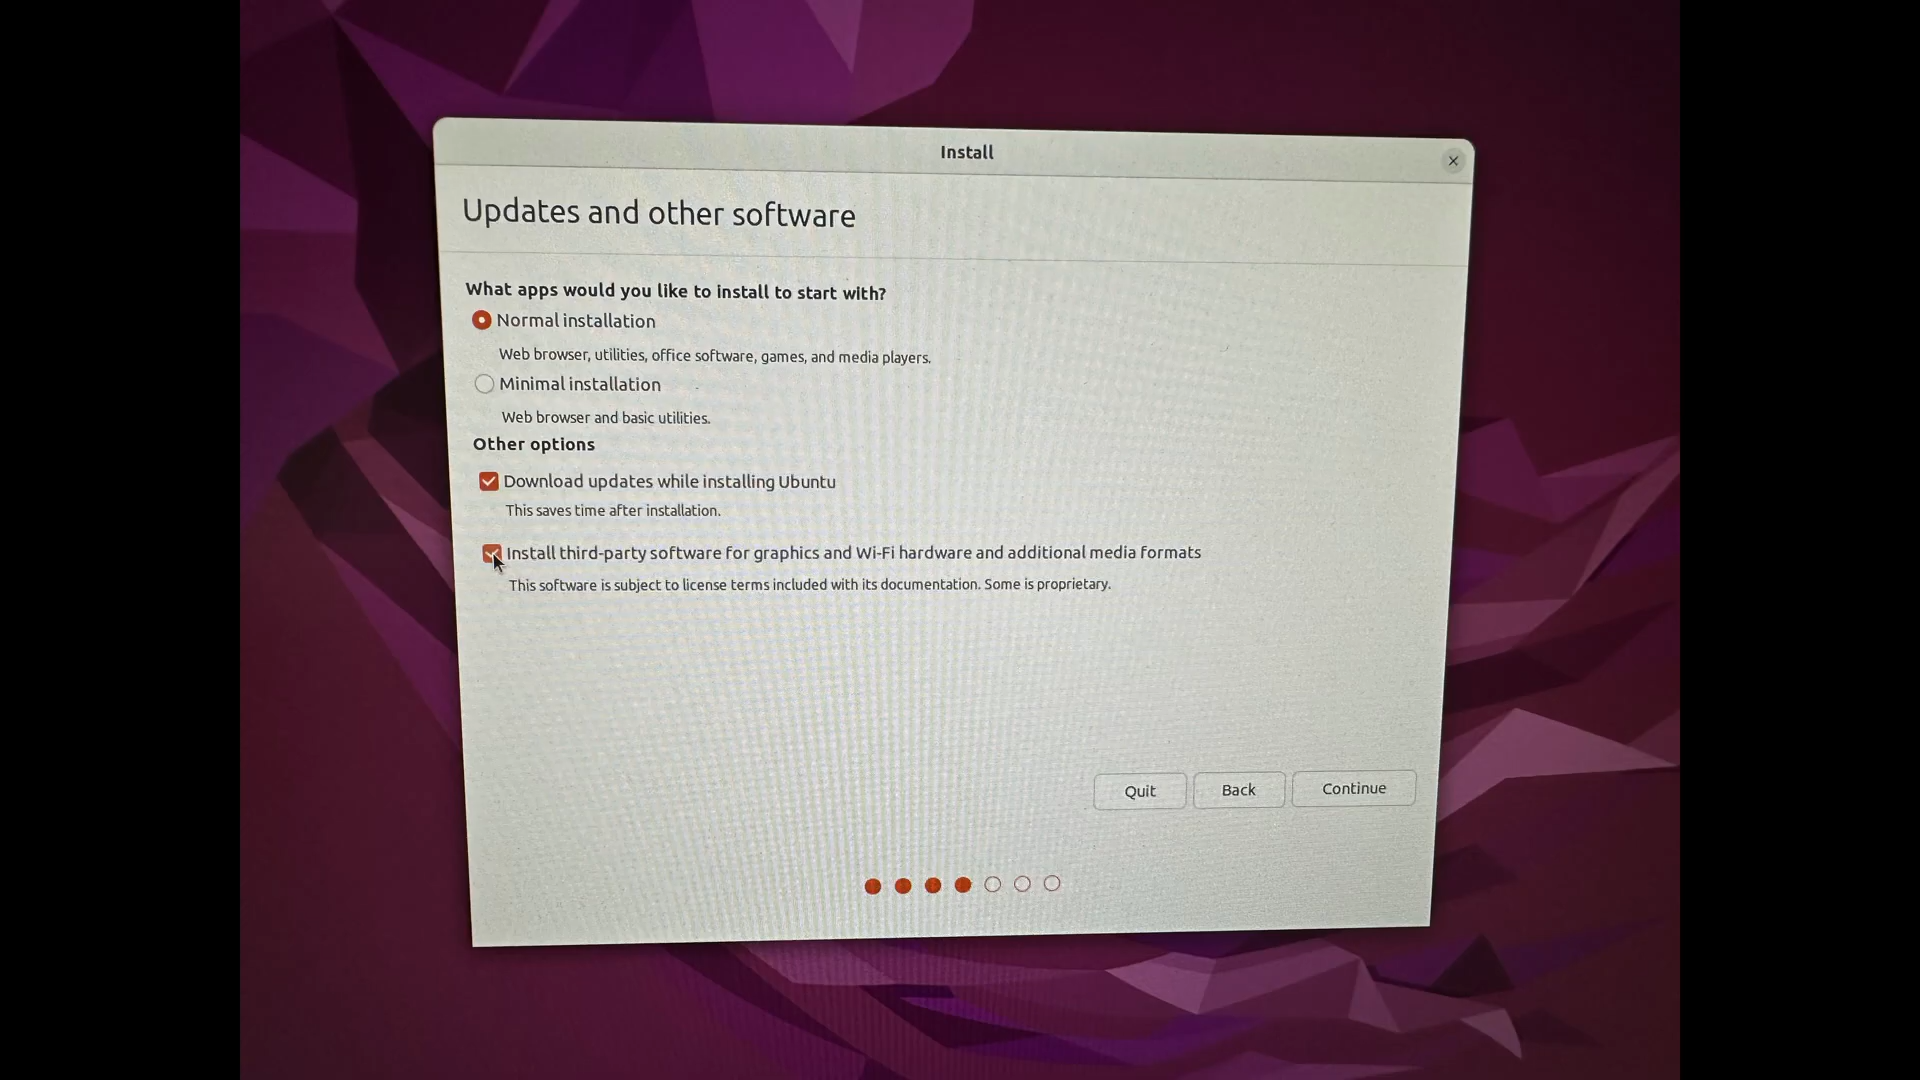 Install
Updates and other software
What apps would you like to install to start with?
Normal installation
Web browser, utilities, office software, games, and media players.
Minimal installation
Web browser and basic utilities.
Other options
Download updates while installing Ubuntu
This saves time after installation.
Install third-party software for graphics and Wi-Fi hardware and additional media formats
This software is subject to license terms included with its documentation. Some is proprietary.
Quit Back Continue